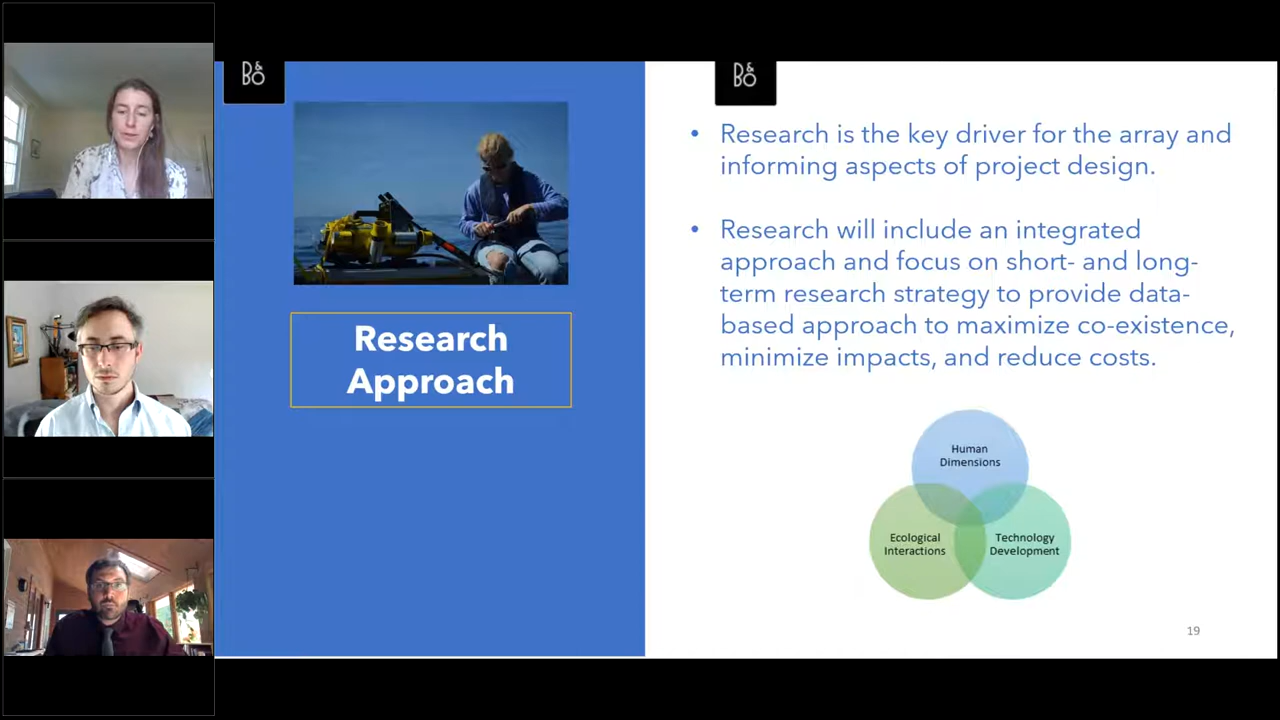 B&
BO
B&
BO
Research
Approach
• Research is the key driver for the array and
informing aspects of project design.
• Research will include an integrated
approach and focus on short- and long-
term research strategy to provide data-
based approach to maximize co-existence,
minimize impacts, and reduce costs.
Human
Dimensions
Ecological
Interactions
Technology
Development
19